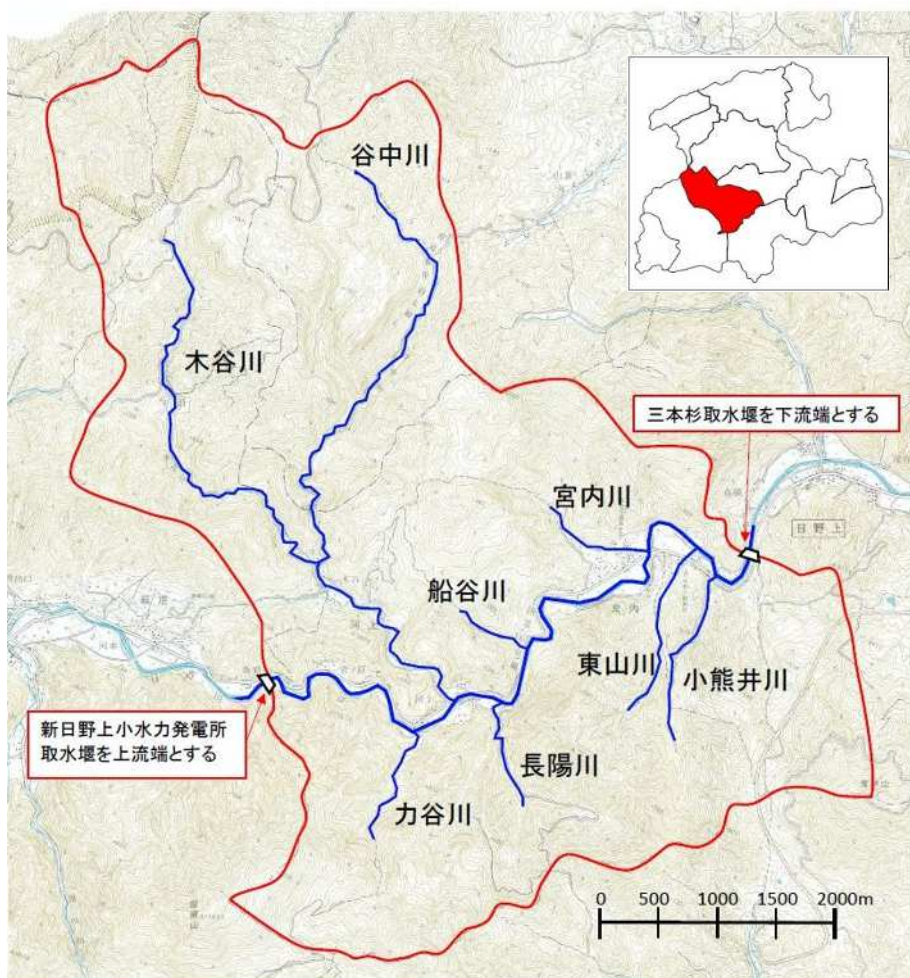 谷中川
木谷川
三本杉取水堰を下流端とする
宮内川
日野上
船谷川
東山川
小熊井川
新日野上小水力発電所
取水堰を上流端とする
長陽川
力谷川
0 500 1000 1500 2000m